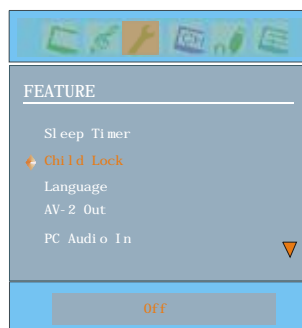 FEATURE
Sleep Timer
Child Lock
Language
AV-2 Out
PC Audio In
Off